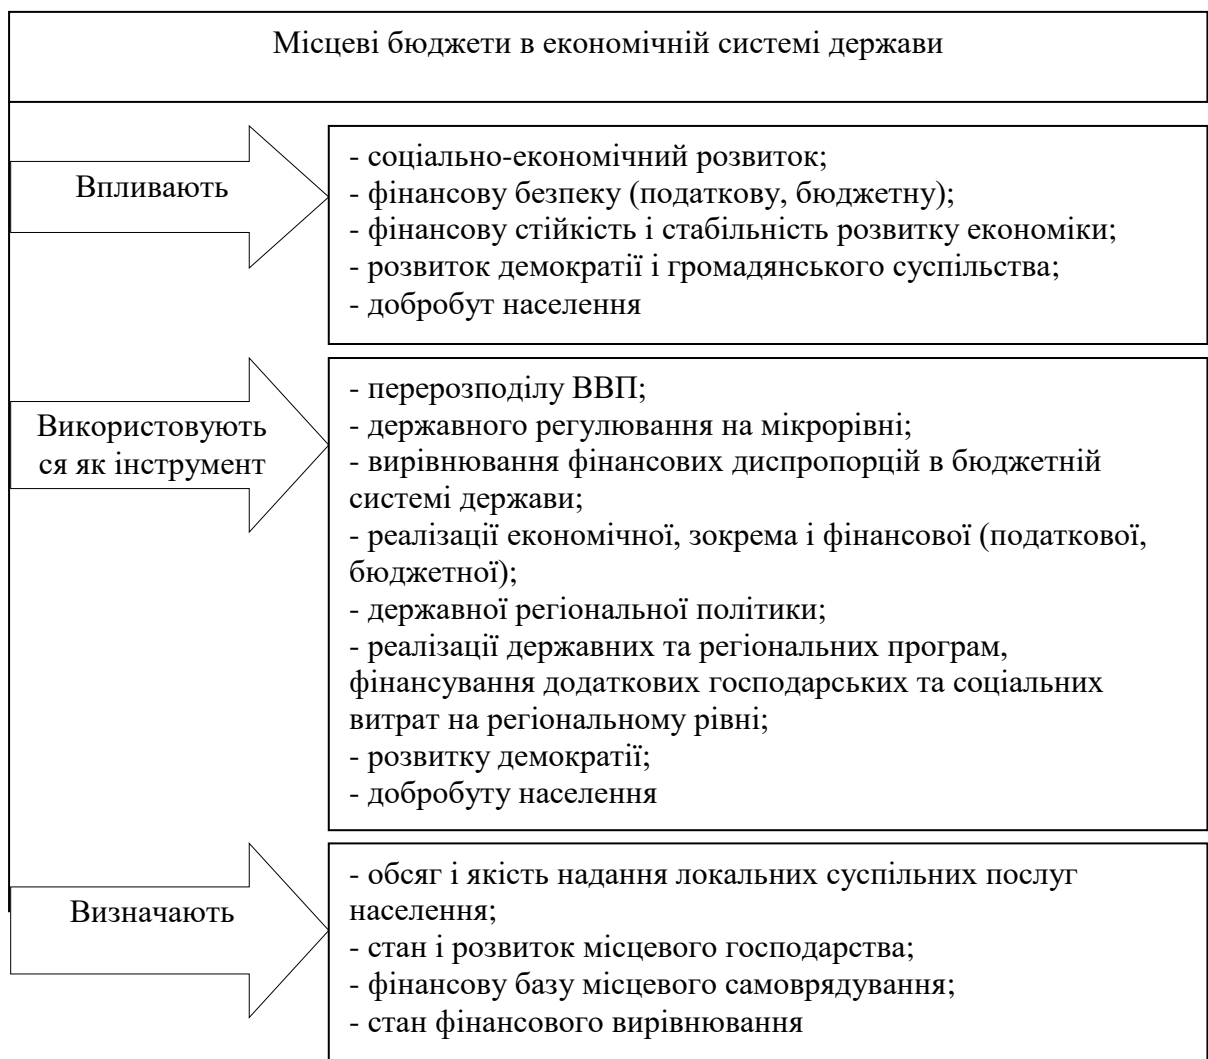 Місцеві бюджети в економічній системі держави
Впливають
- соціально-економічний розвиток;
- фінансову безпеку (податкову, бюджетну);
- фінансову стійкість і стабільність розвитку економіки;
- розвиток демократії і громадянського суспільства;
- добробут населення
Використовують
ся як інструмент
- перерозподілу ВВП;
- державного регулювання на мікрорівні;
- вирівнювання фінансових диспропорцій в бюджетній
системі держави;
- реалізації економічної, зокрема і фінансової (податкової,
бюджетної);
- державної регіональної політики;
- реалізації державних та регіональних програм,
фінансування додаткових господарських та соціальних
витрат на регіональному рівні;
- розвитку демократії;
- добробуту населення
Визначають
- обсяг і якість надання локальних суспільних послуг
населення;
- стан і розвиток місцевого господарства;
- фінансову базу місцевого самоврядування;
- стан фінансового вирівнювання